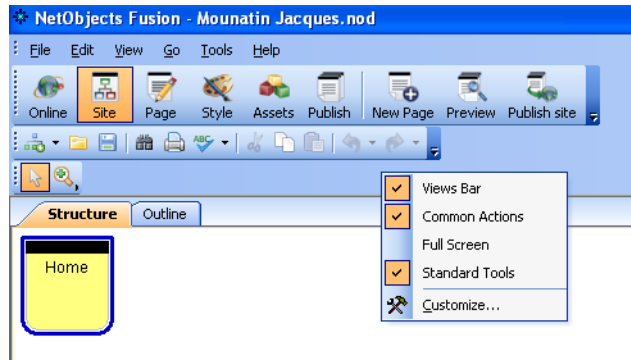 NetObjects Fusion - Mounatin Jacques.nod
File Edit View Go Tools Help
Online Site Page Style Assets Publish New Page Preview Publish site
ABC
Views Bar
Common Actions
Full Screen
Standard Tools
Customize...
Structure Outline
Home